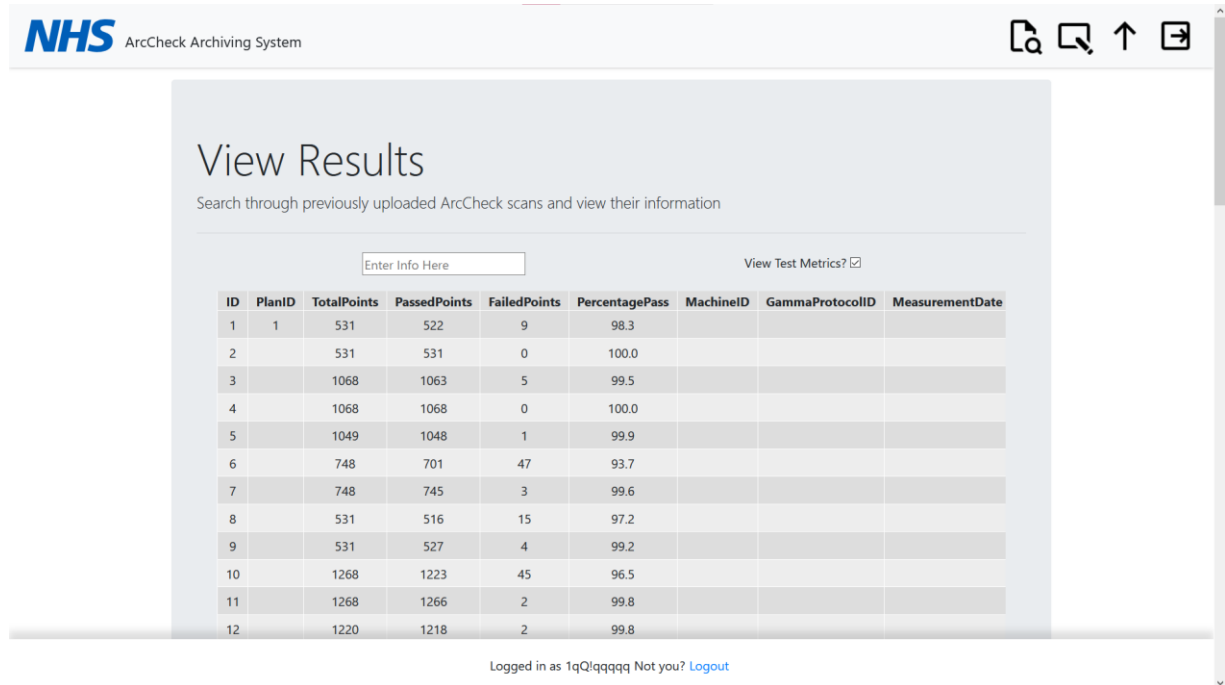 NHS ArcCheck Archiving System
View Results
Search through previously uploaded ArcCheck scans and view their information
Enter Info Here View Test Metrics?
ID PlanID TotalPoints PassedPoints FailedPoints PercentagePass MachineID GammaProtocolID MeasurementDate
1 1 531 522 9 98.3
2 531 531 0 100.0
3 1068 1063 5 99.5
4 1068 1068 0 100.0
5 1049 1048 1 99.9
6 748 701 47 93.7
7 748 745 3 99.6
8 531 516 15 97.2
9 531 527 4 99.2
10 1268 1223 45 96.5
11 1268 1266 2 99.8
12 1220 1218 2 99.8
Logged in as 1qQ!qqqqq Not you? Logout